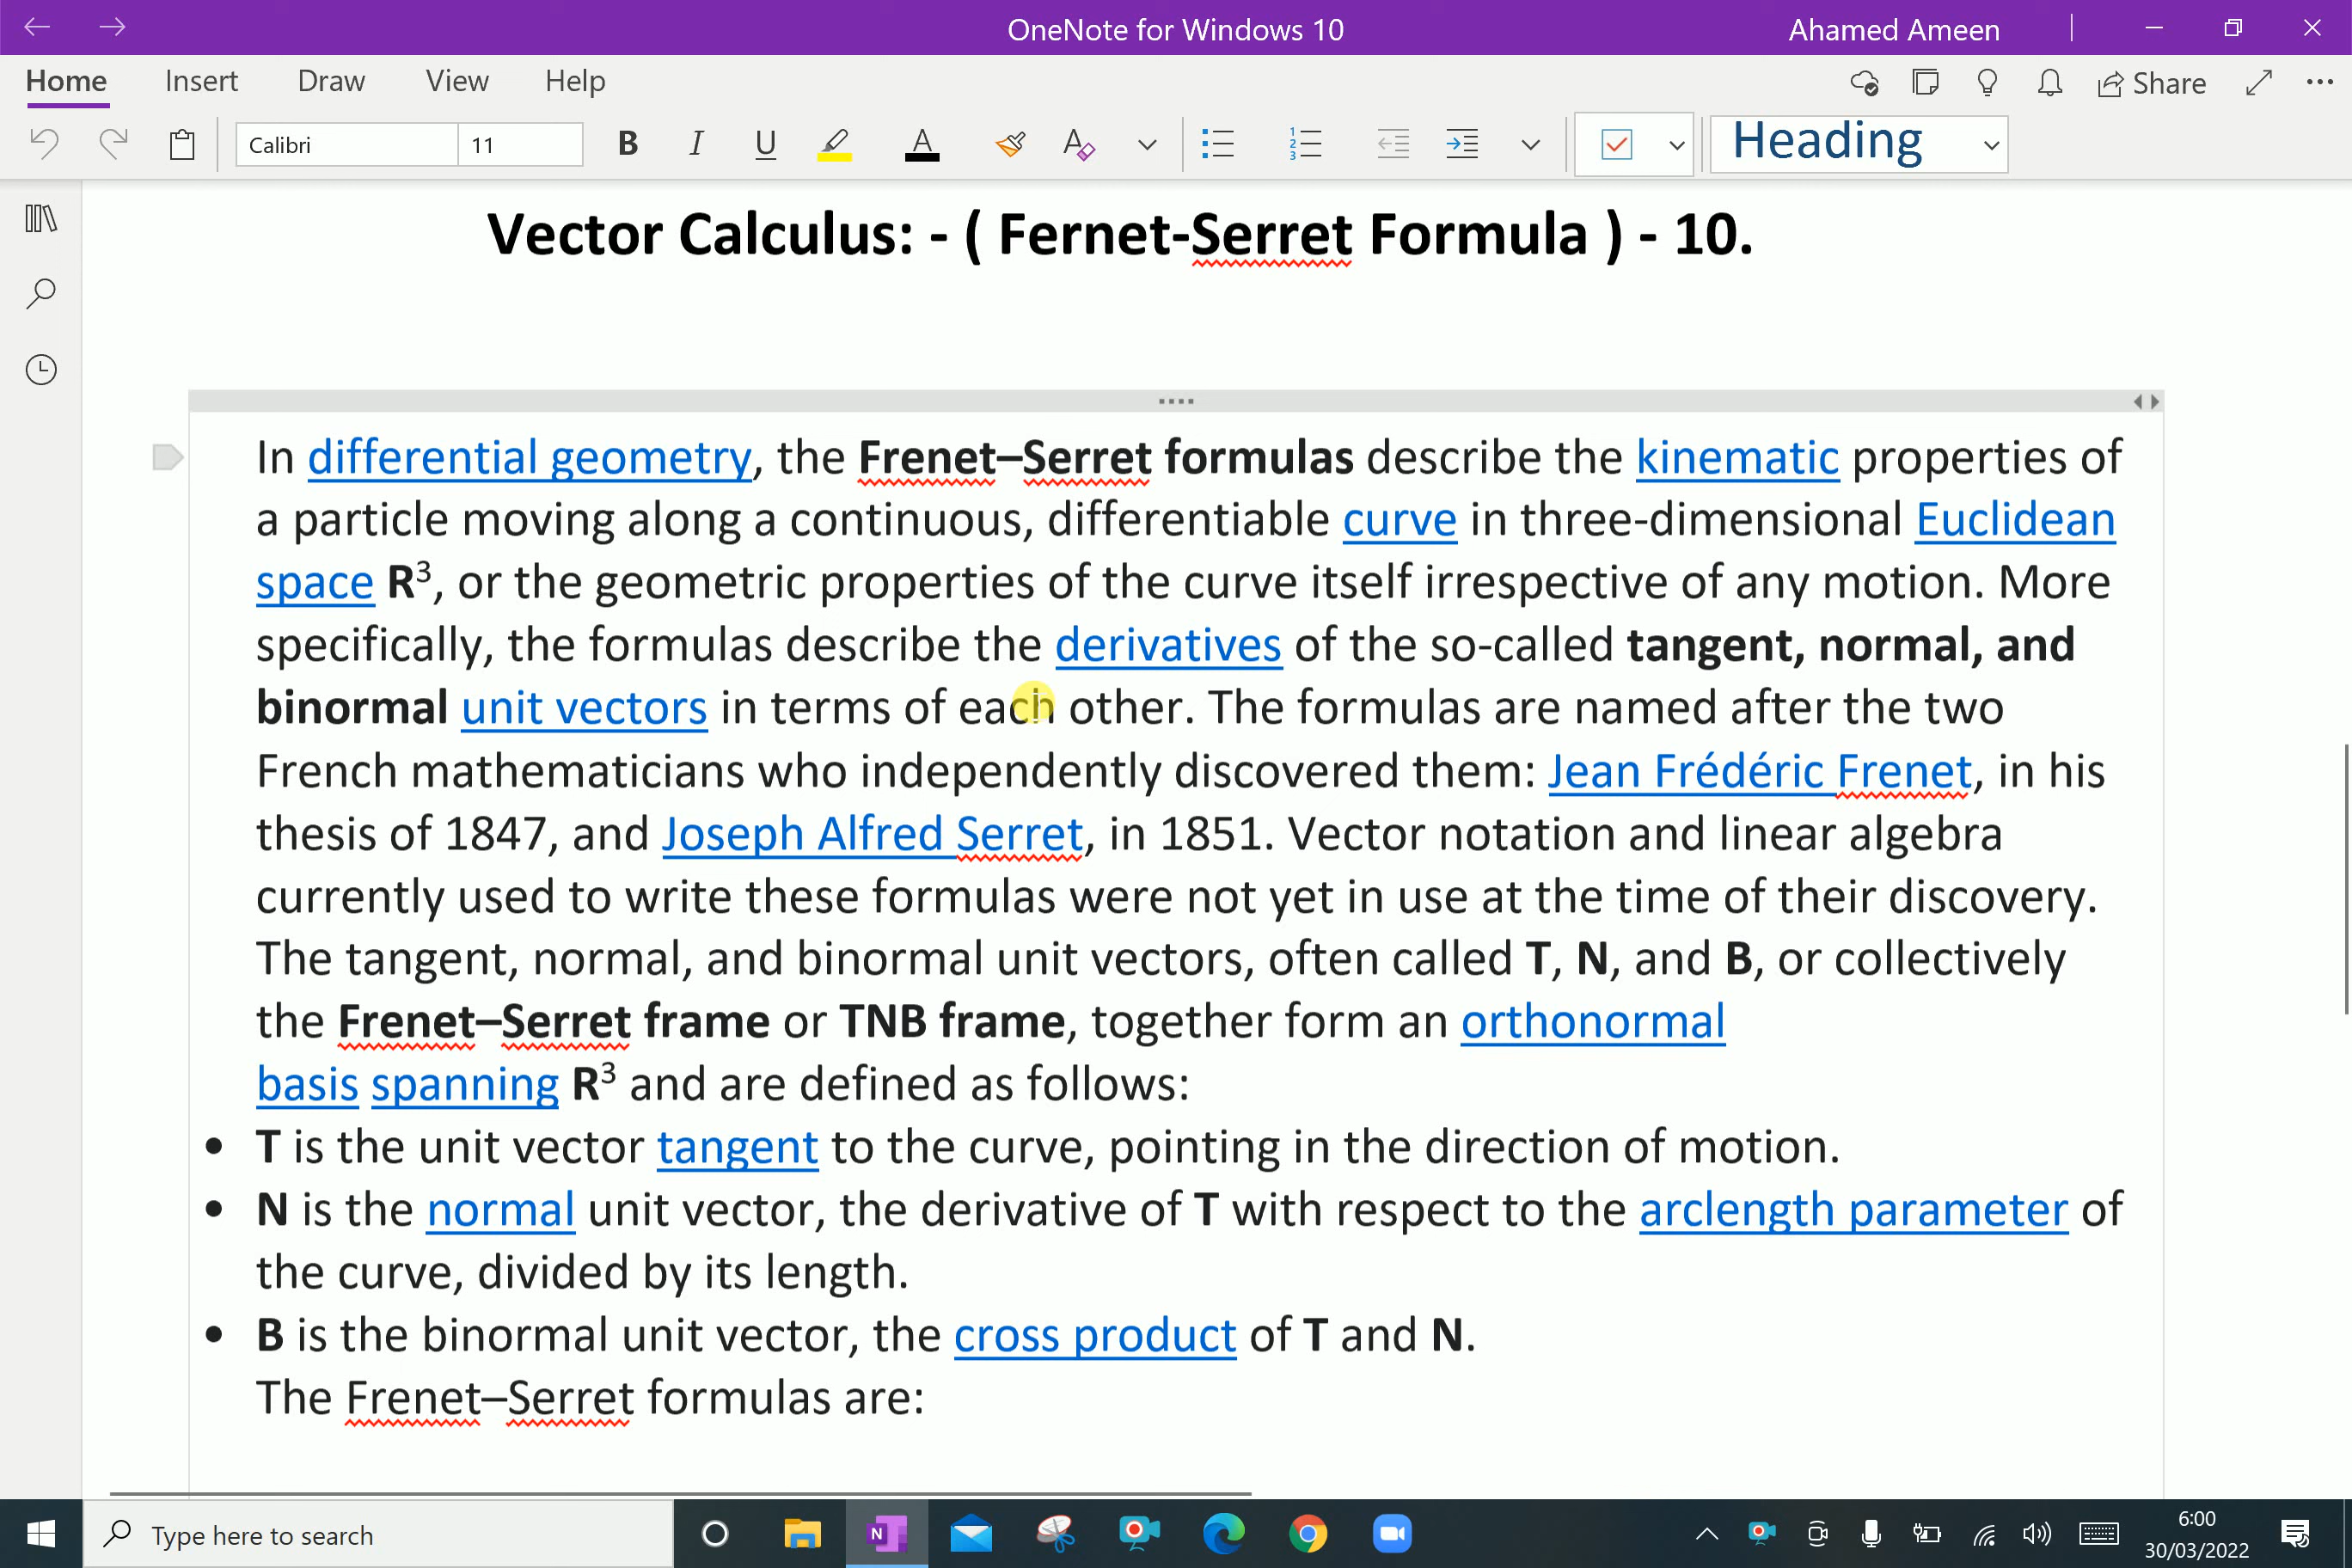 OneNote for Windows 10
Ahamed Ameen
Home Insert Draw View Help
Share
Calibri 11 B I U A A Heading
Vector Calculus: - ( Fernet-Serret Formula ) - 10.
In differential geometry, the Frenet–Serret formulas describe the kinematic properties of
a particle moving along a continuous, differentiable curve in three-dimensional Euclidean
space R³, or the geometric properties of the curve itself irrespective of any motion. More
specifically, the formulas describe the derivatives of the so-called tangent, normal, and
binormal unit vectors in terms of each other. The formulas are named after the two
French mathematicians who independently discovered them: Jean Frédéric Frenet, in his
thesis of 1847, and Joseph Alfred Serret, in 1851. Vector notation and linear algebra
currently used to write these formulas were not yet in use at the time of their discovery.
The tangent, normal, and binormal unit vectors, often called T, N, and B, or collectively
the Frenet–Serret frame or TNB frame, together form an orthonormal
basis spanning R³ and are defined as follows:
• T is the unit vector tangent to the curve, pointing in the direction of motion.
• N is the normal unit vector, the derivative of T with respect to the arclength parameter of
the curve, divided by its length.
• B is the binormal unit vector, the cross product of T and N.
The Frenet–Serret formulas are:
Type here to search
N
6:00
30/03/2022